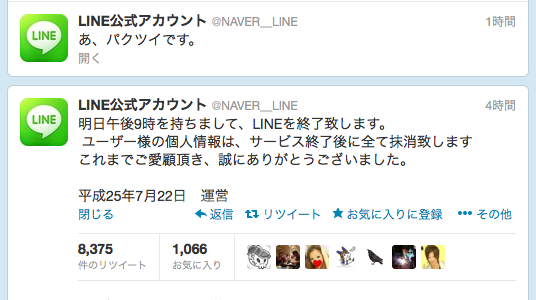 LINE
LINE公式アカウント @NAVER__LINE 1時間
あ、パクツイです。
開く
LINE
LINE公式アカウント @NAVER__LINE 4時間
明日午後9時を持ちまして、LINEを終了致します。
ユーザー様の個人情報は、サービス終了後に全て抹消致します
これまでご愛顧頂き、誠にありがとうございました。
平成25年7月22日　運営
閉じる 返信 リツイート お気に入りに登録 その他
8,375 1,066
件のリツイート お気に入り